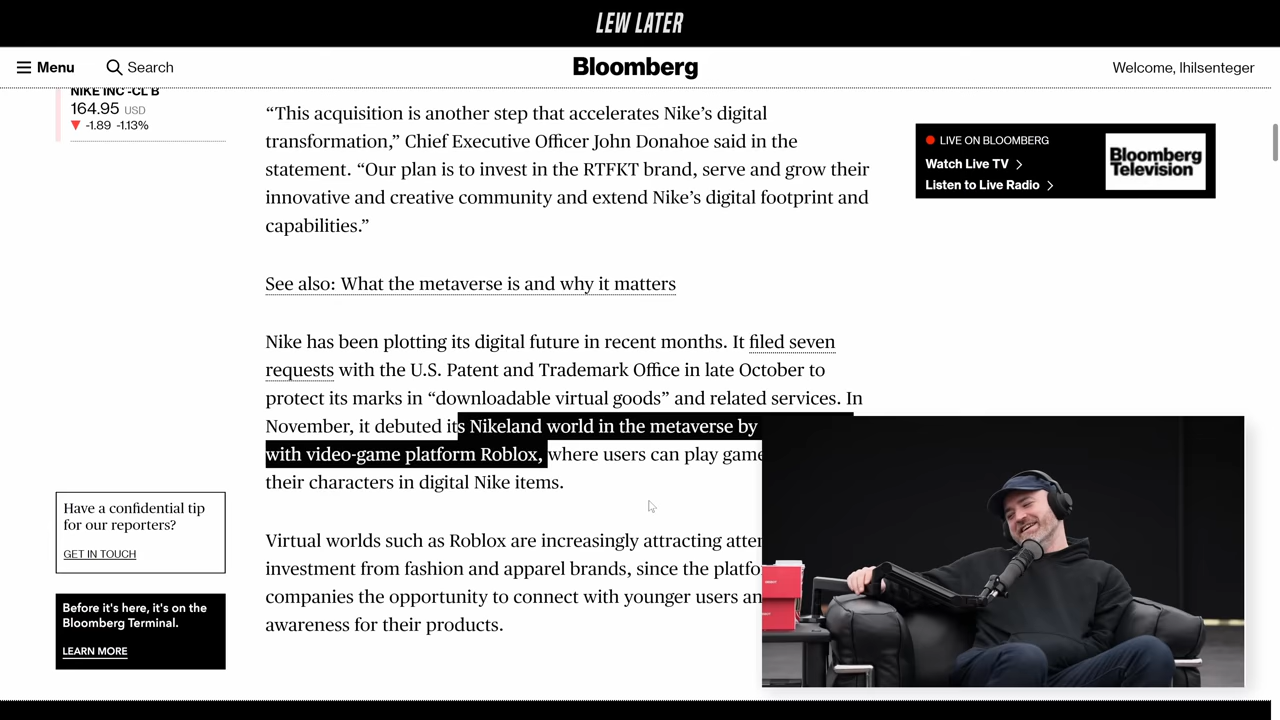 LEW LATER
Menu
Search
Bloomberg
Welcome, lhilsenteger
NIKE INC -CL B
164.95 USD
-1.89 -1.13%
“This acquisition is another step that accelerates Nike’s digital
transformation,” Chief Executive Officer John Donahoe said in the
statement. “Our plan is to invest in the RTFKT brand, serve and grow their
innovative and creative community and extend Nike’s digital footprint and
capabilities.”
See also: What the metaverse is and why it matters
Nike has been plotting its digital future in recent months. It filed seven
requests with the U.S. Patent and Trademark Office in late October to
protect its marks in “downloadable virtual goods” and related services. In
November, it debuted its Nikeland world in the metaverse by
with video-game platform Roblox, where users can play game
their characters in digital Nike items.
Virtual worlds such as Roblox are increasingly attracting
investment from fashion and apparel brands, since the
companies the opportunity to connect with younger users
awareness for their products.
LIVE ON BLOOMBERG
Watch Live TV
Listen to Live Radio
Bloomberg
Television
Have a confidential tip
for our reporters?
GET IN TOUCH
Before it's here, it's on the
Bloomberg Terminal.
LEARN MORE